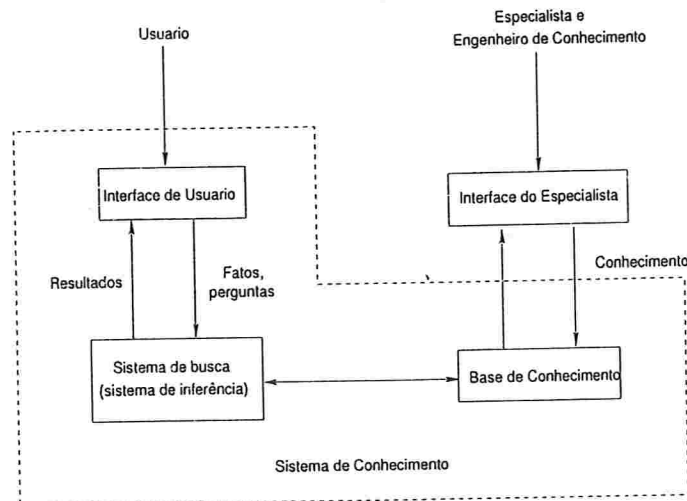 Usuario
Especialista e
Engenheiro de Conhecimento
Interface de Usuario
Interface do Especialista
Resultados
Fatos,
perguntas
Conhecimento
Sistema de busca
(sistema de inferência)
Base de Conhecimento
Sistema de Conhecimento